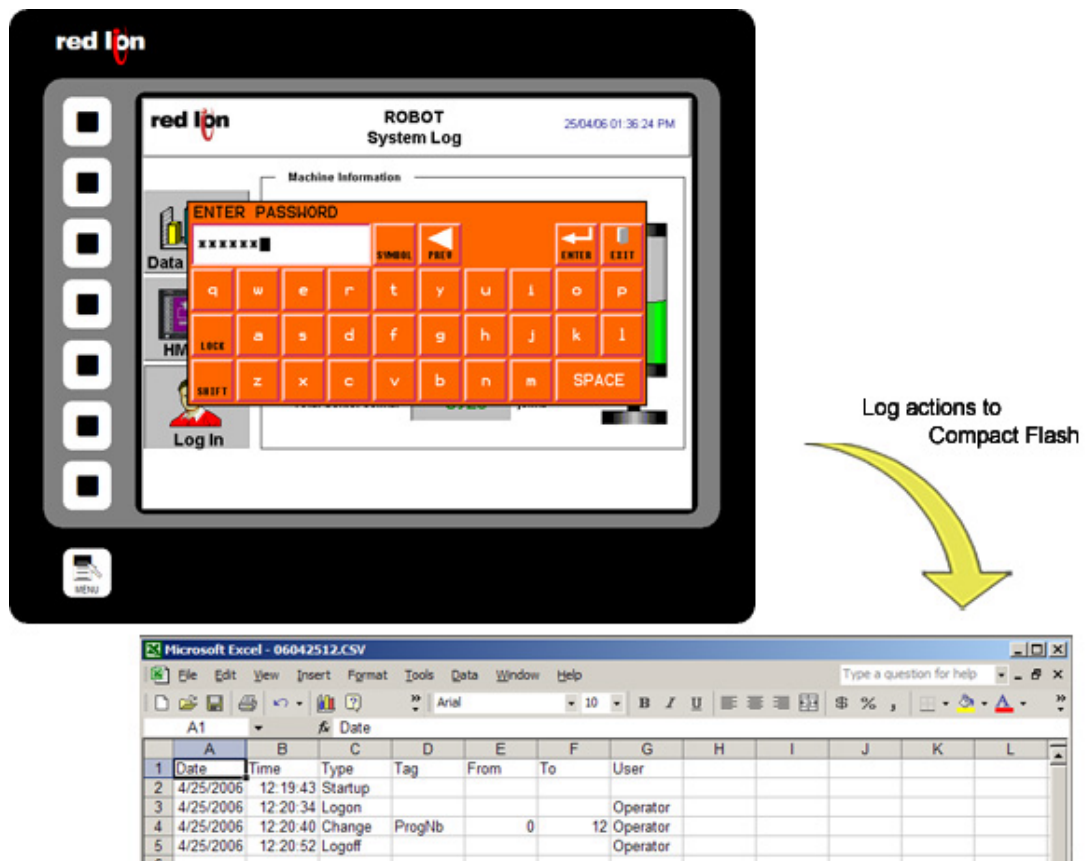 red lion
red lion
ROBOT
System Log
25/04/06 01:36:24 PM
Machine Information
ENTER PASSWORD
xxxxxx
SYMBOL PREV ENTER EXIT
Data
q w e r t y u i o p
HM
LOCK a s d f g h j k l
SHIFT z x c v b n m SPACE
Log In
MENU
Log actions to
Compact Flash
Microsoft Excel - 06042512.CSV
File Edit View Insert Format Tools Data Window Help Type a question for help
Arial 10 B I U $ % ,
A1 fx Date
A B C D E F G H I J K L
1 Date Time Type Tag From To User
2 4/25/2006 12:19:43 Startup
3 4/25/2006 12:20:34 Logon Operator
4 4/25/2006 12:20:40 Change ProgNb 0 12 Operator
5 4/25/2006 12:20:52 Logoff Operator